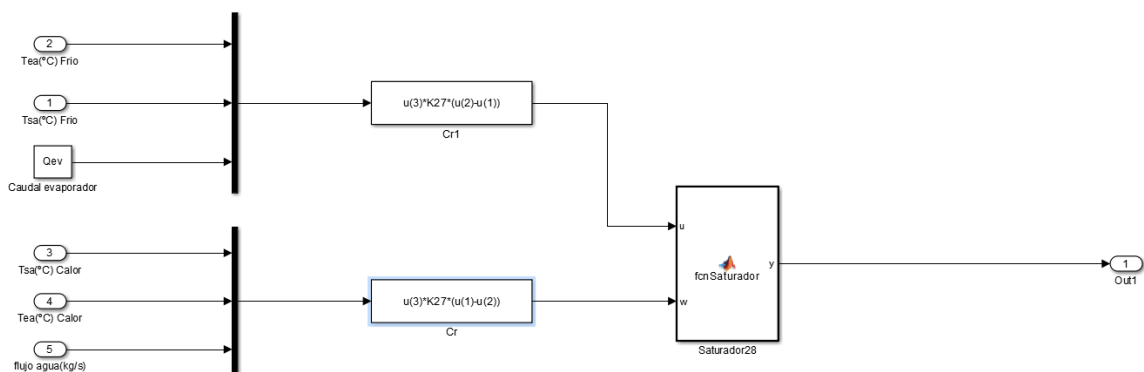 2
Tea(°C) Frio
1
Tsa(°C) Frio
Qev
Caudal evaporador
u(3)*K27*(u(2)-u(1))
Cr1
3
Tsa(°C) Calor
4
Tea(°C) Calor
5
flujo agua(kg/s)
u(3)*K27*(u(1)-u(2))
Cr
u
w
fcnSaturador
y
Saturador28
1
Out1